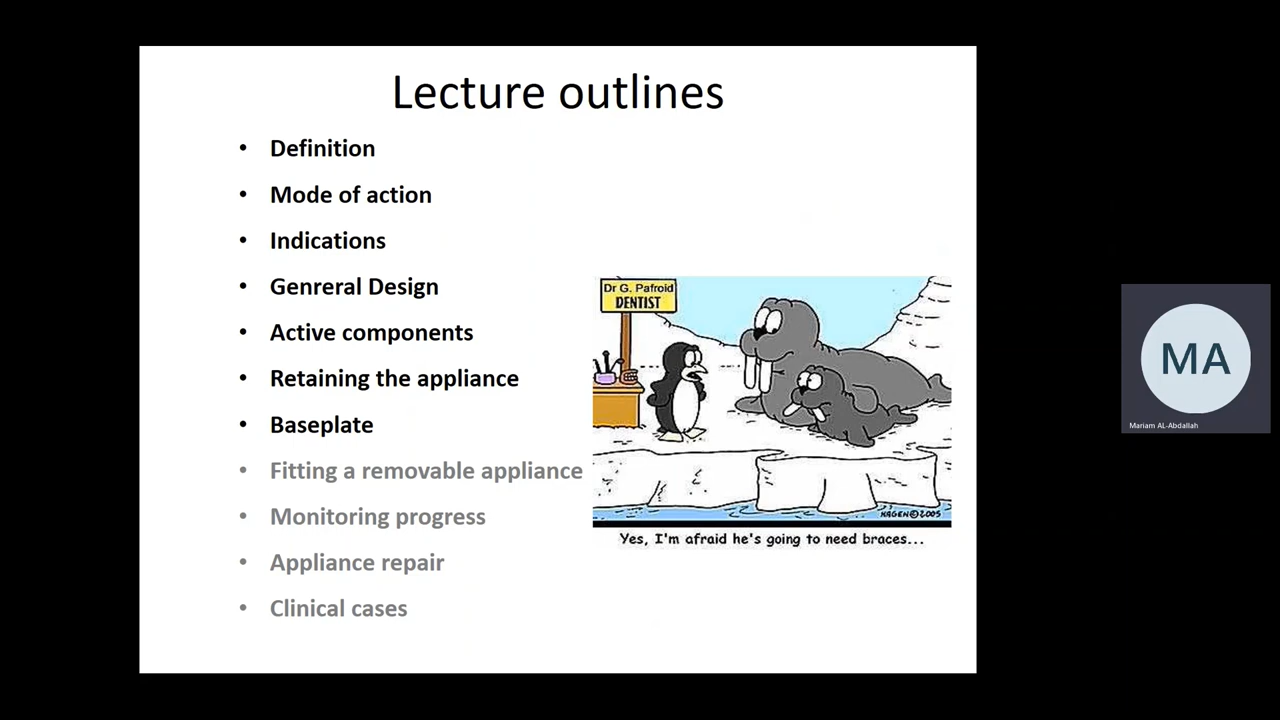 Lecture outlines
• Definition
• Mode of action
• Indications
• Genreral Design
• Active components
• Retaining the appliance
• Baseplate
• Fitting a removable appliance
• Monitoring progress
• Appliance repair
• Clinical cases
Dr G. Pafroid
DENTIST
HAGEN©2005
Yes, I'm afraid he's going to need braces...
MA
Mariam AL-Abdallah